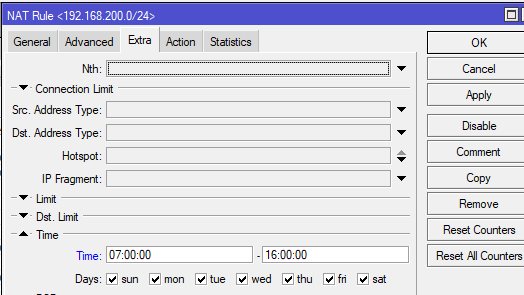 NAT Rule <192.168.200.0/24>
General Advanced Extra Action Statistics
OK
Nth:
Cancel
Connection Limit
Apply
Src. Address Type:
Dst. Address Type:
Disable
Hotspot:
Comment
IP Fragment:
Copy
Limit
Remove
Dst. Limit
Reset Counters
Time
Time: 07:00:00 - 16:00:00
Reset All Counters
Days: sun mon tue wed thu fri sat